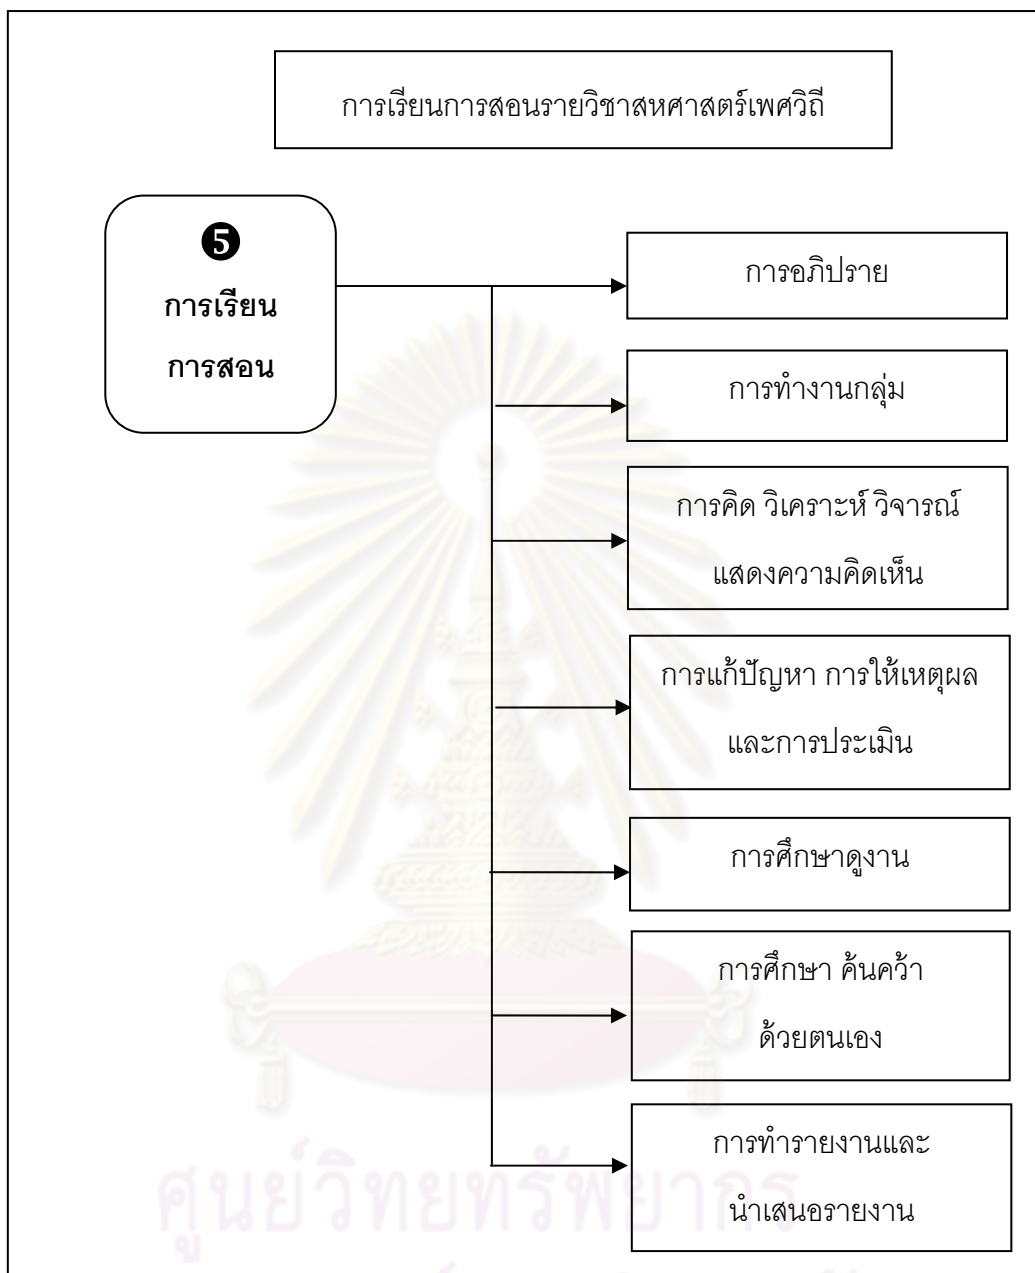 การเรียนการสอนรายวิชาสหศาสตร์เพศวิถี
❺
การเรียน
การสอน
การอภิปราย
การทำงานกลุ่ม
การคิด วิเคราะห์ วิจารณ์
แสดงความคิดเห็น
การแก้ปัญหา การให้เหตุผล
และการประเมิน
การศึกษาดูงาน
การศึกษา ค้นคว้า
ด้วยตนเอง
การทำรายงานและ
นำเสนอรายงาน
ศูนย์วิทยทรัพยากร